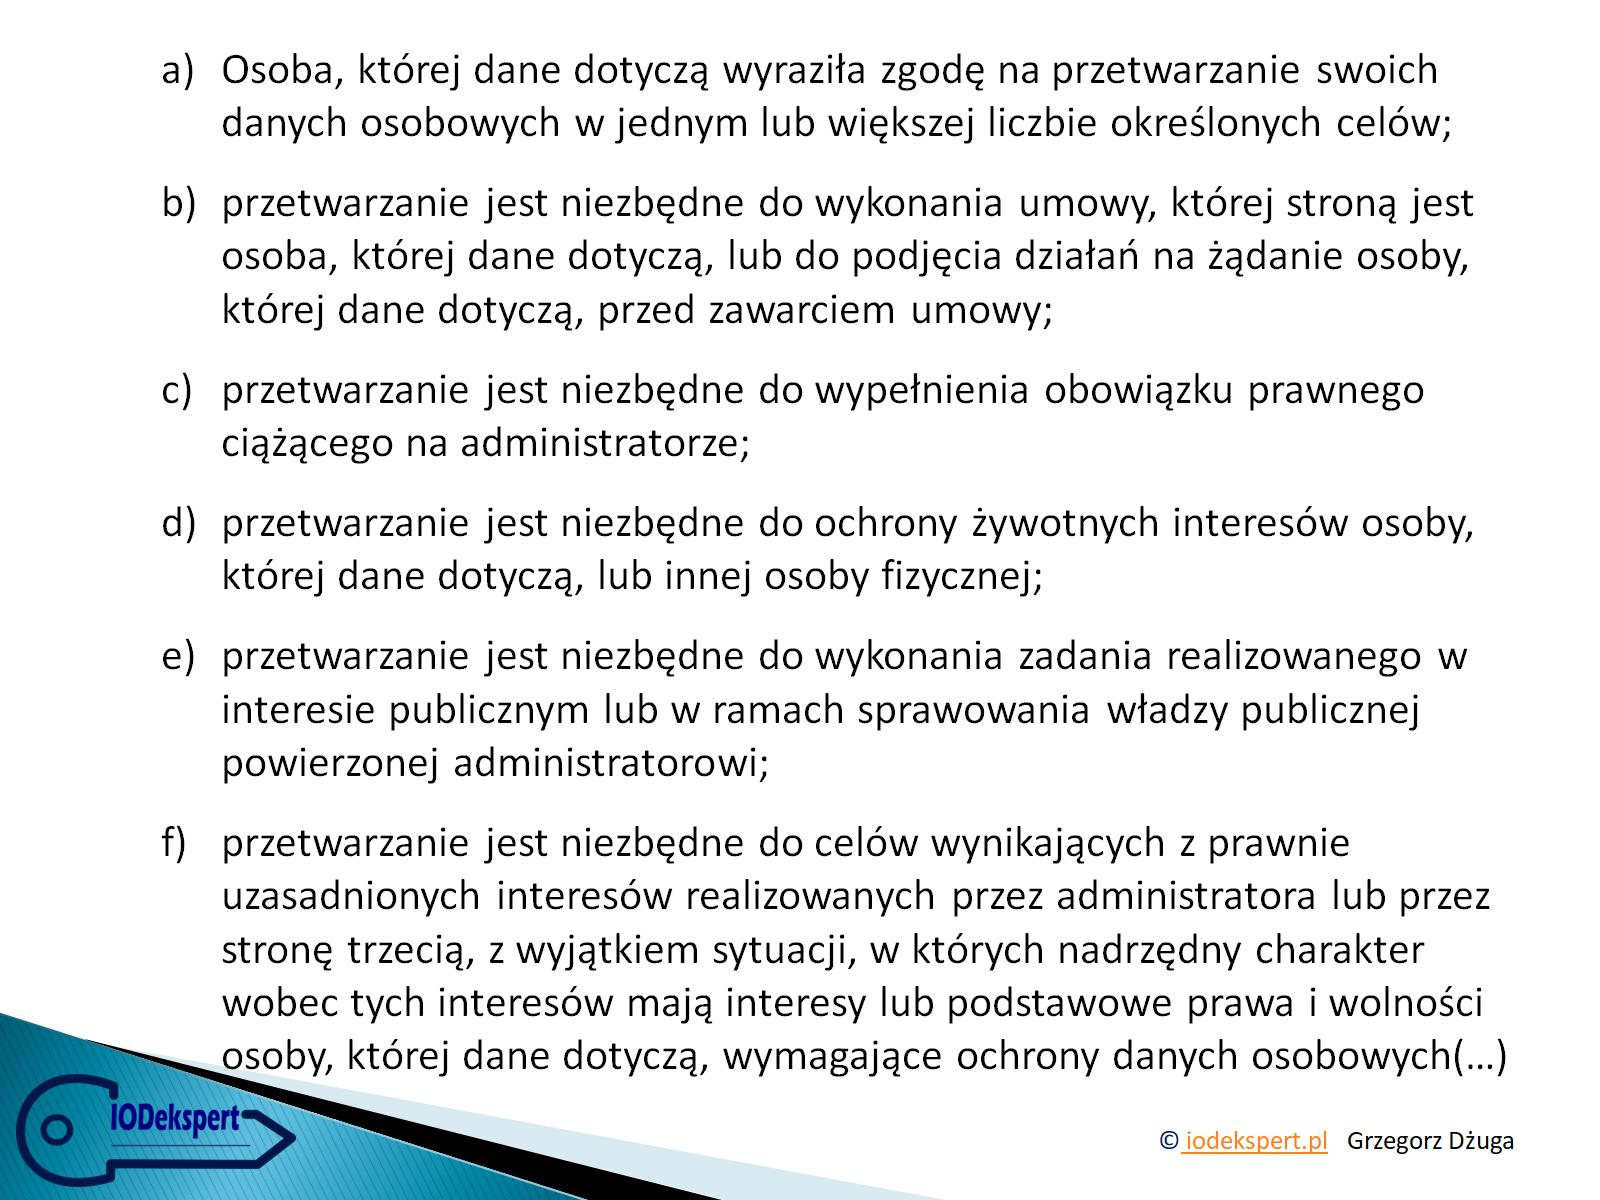 a) Osoba, której dane dotyczą wyraziła zgodę na przetwarzanie swoich
danych osobowych w jednym lub większej liczbie określonych celów;
b) przetwarzanie jest niezbędne do wykonania umowy, której stroną jest
osoba, której dane dotyczą, lub do podjęcia działań na żądanie osoby,
której dane dotyczą, przed zawarciem umowy;
c) przetwarzanie jest niezbędne do wypełnienia obowiązku prawnego
ciążącego na administratorze;
d) przetwarzanie jest niezbędne do ochrony żywotnych interesów osoby,
której dane dotyczą, lub innej osoby fizycznej;
e) przetwarzanie jest niezbędne do wykonania zadania realizowanego w
interesie publicznym lub w ramach sprawowania władzy publicznej
powierzonej administratorowi;
f) przetwarzanie jest niezbędne do celów wynikających z prawnie
uzasadnionych interesów realizowanych przez administratora lub przez
stronę trzecią, z wyjątkiem sytuacji, w których nadrzędny charakter
wobec tych interesów mają interesy lub podstawowe prawa i wolności
osoby, której dane dotyczą, wymagające ochrony danych osobowych(…)
IODekspert
© iodekspert.pl Grzegorz Dżuga